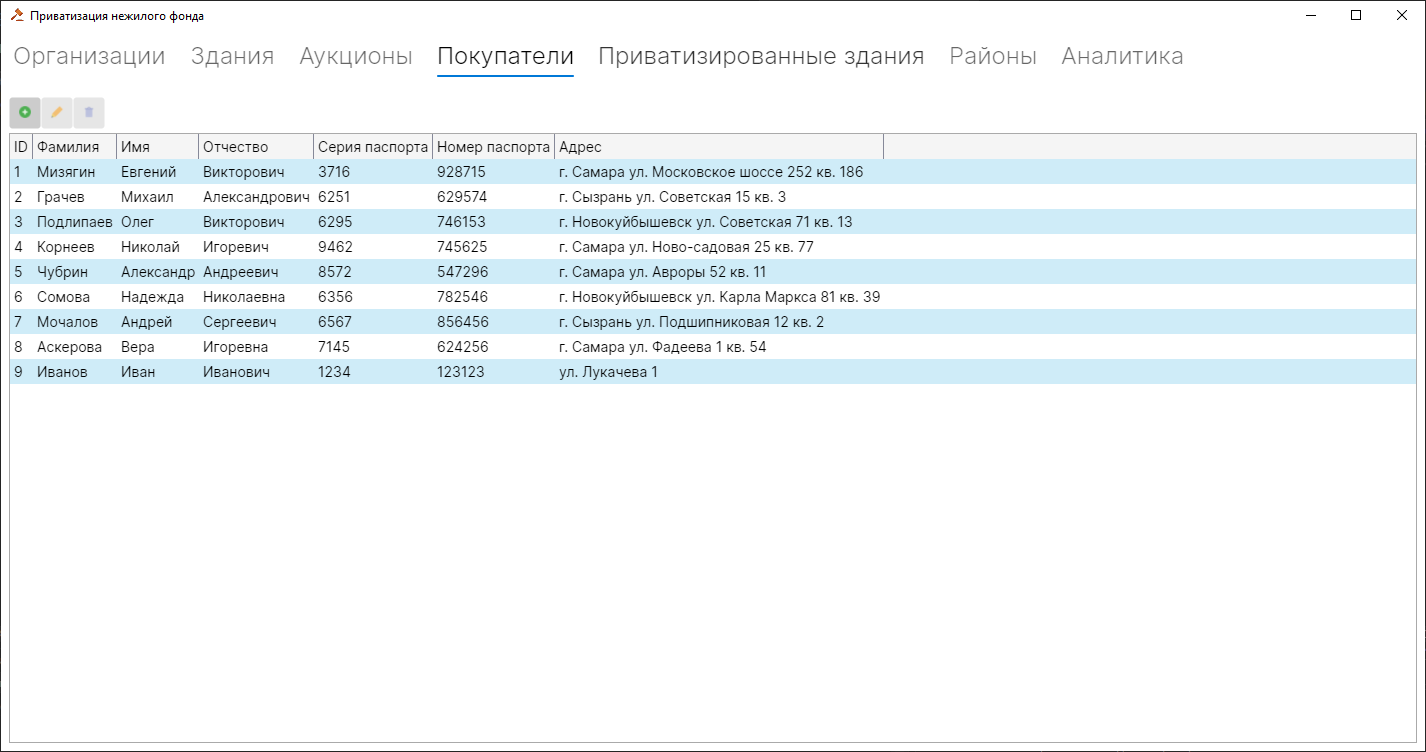 Приватизация нежилого фонда
Организации Здания Аукционы Покупатели Приватизированные здания Районы Аналитика
ID Фамилия Имя Отчество Серия паспорта Номер паспорта Адрес
1 Мизягин Евгений Викторович 3716 928715 г. Самара ул. Московское шоссе 252 кв. 186
2 Грачев Михаил Александрович 6251 629574 г. Сызрань ул. Советская 15 кв. 3
3 Подлипаев Олег Викторович 6295 746153 г. Новокуйбышевск ул. Советская 71 кв. 13
4 Корнеев Николай Игоревич 9462 745625 г. Самара ул. Ново-садовая 25 кв. 77
5 Чубрин Александр Андреевич 8572 547296 г. Самара ул. Авроры 52 кв. 11
6 Сомова Надежда Николаевна 6356 782546 г. Новокуйбышевск ул. Карла Маркса 81 кв. 39
7 Мочалов Андрей Сергеевич 6567 856456 г. Сызрань ул. Подшипниковая 12 кв. 2
8 Аскерова Вера Игоревна 7145 624256 г. Самара ул. Фадеева 1 кв. 54
9 Иванов Иван Иванович 1234 123123 ул. Лукачева 1